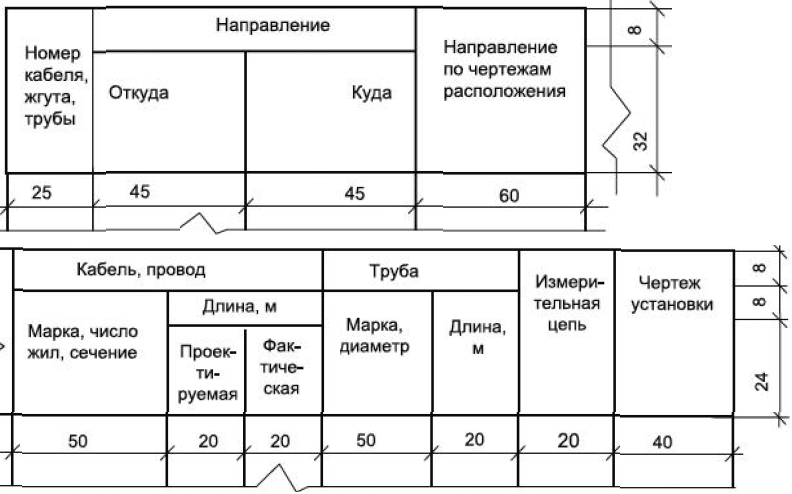 Направление
Номер
кабеля,
жгута,
трубы
Откуда
Куда
Направление
по чертежам
расположения
8
32
25
45
45
60
Кабель, провод
Труба
Измери-
тельная
цепь
Чертеж
установки
Марка, число
жил, сечение
Длина, м
Проек-
ти-
руемая
Фак-
тиче-
ская
Марка,
диаметр
Длина,
м
8
8
24
50
20
20
50
20
20
40